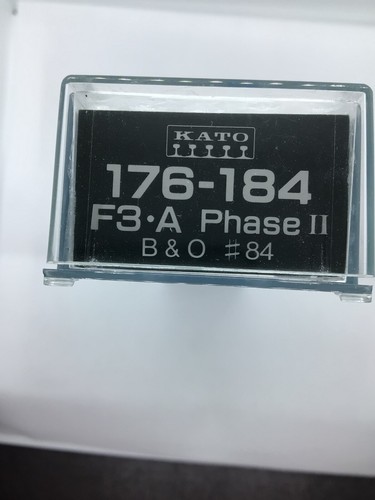 KATO
176-184
F3·A Phase II
B & O #84